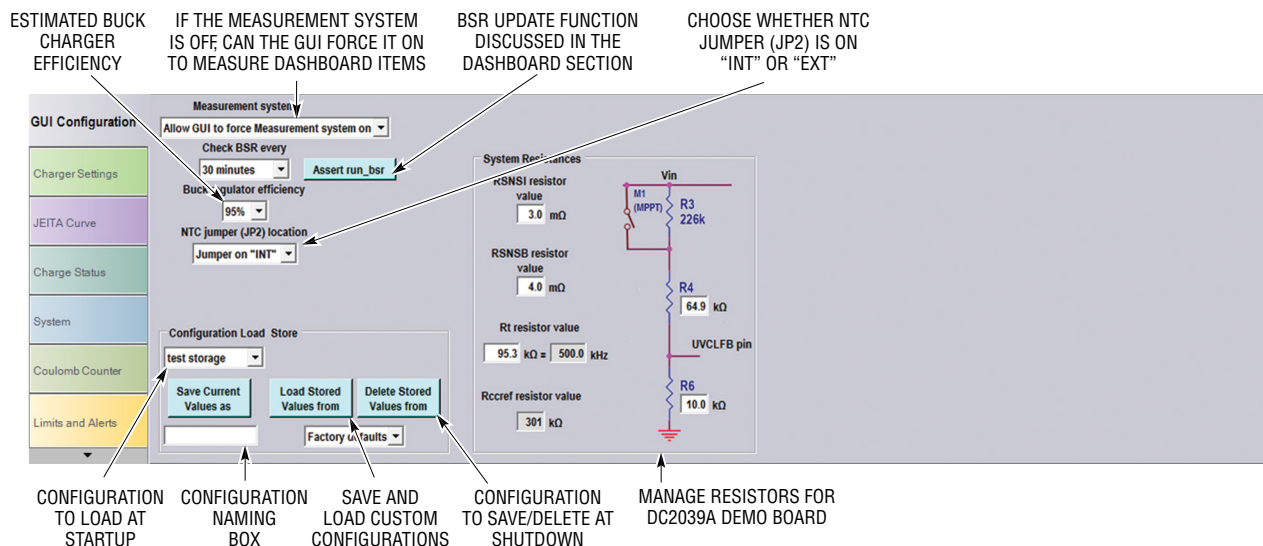 ESTIMATED BUCK
CHARGER
EFFICIENCY
IF THE MEASUREMENT SYSTEM
IS OFF, CAN THE GUI FORCE IT ON
TO MEASURE DASHBOARD ITEMS
BSR UPDATE FUNCTION
DISCUSSED IN THE
DASHBOARD SECTION
CHOOSE WHETHER NTC
JUMPER (JP2) IS ON
“INT” OR “EXT”
GUI Configuration
Charger Settings
JEITA Curve
Charge Status
System
Coulomb Counter
Limits and Alerts
Measurement system
Allow GUI to force Measurement system on
Check BSR every
30 minutes
Assert run_bsr
Buck regulator efficiency
95%
NTC jumper (JP2) location
Jumper on "INT"
Configuration Load Store
test storage
Save Current
Values as
Load Stored
Values from
Delete Stored
Values from
Factory defaults
System Resistances
RSNSI resistor
value
3.0 mΩ
RSNSB resistor
value
4.0 mΩ
Rt resistor value
95.3 kΩ = 500.0 kHz
Rccref resistor value
301 kΩ
Vin
M1
(MPPT)
R3
226k
R4
64.9 kΩ
UVCLFB pin
R6
10.0 kΩ
CONFIGURATION
TO LOAD AT
STARTUP
CONFIGURATION
NAMING
BOX
SAVE AND
LOAD CUSTOM
CONFIGURATIONS
CONFIGURATION
TO SAVE/DELETE AT
SHUTDOWN
MANAGE RESISTORS FOR
DC2039A DEMO BOARD